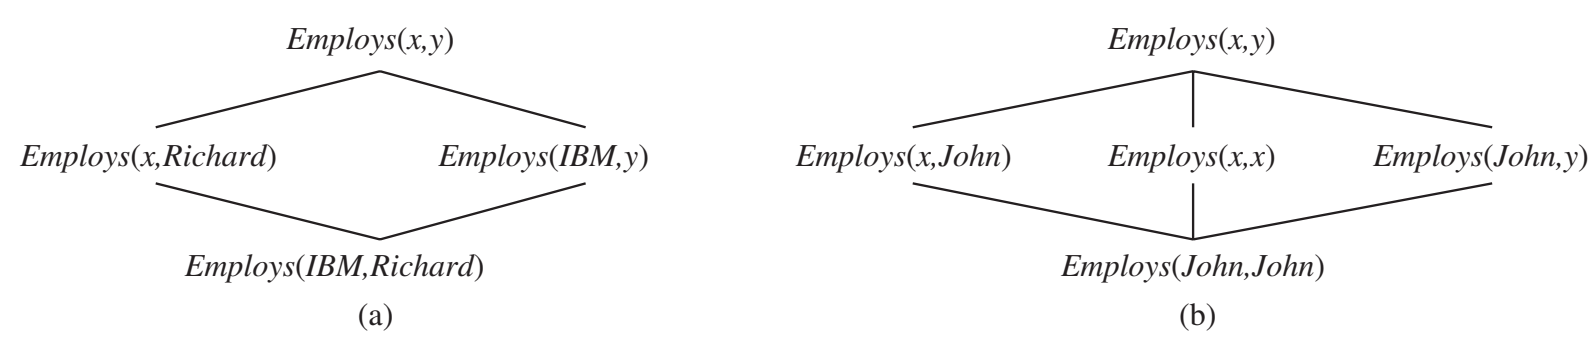 Employs(x,y)
Employs(x,Richard) Employs(IBM,y)
Employs(IBM,Richard)
(a)
Employs(x,y)
Employs(x,John) Employs(x,x) Employs(John,y)
Employs(John,John)
(b)